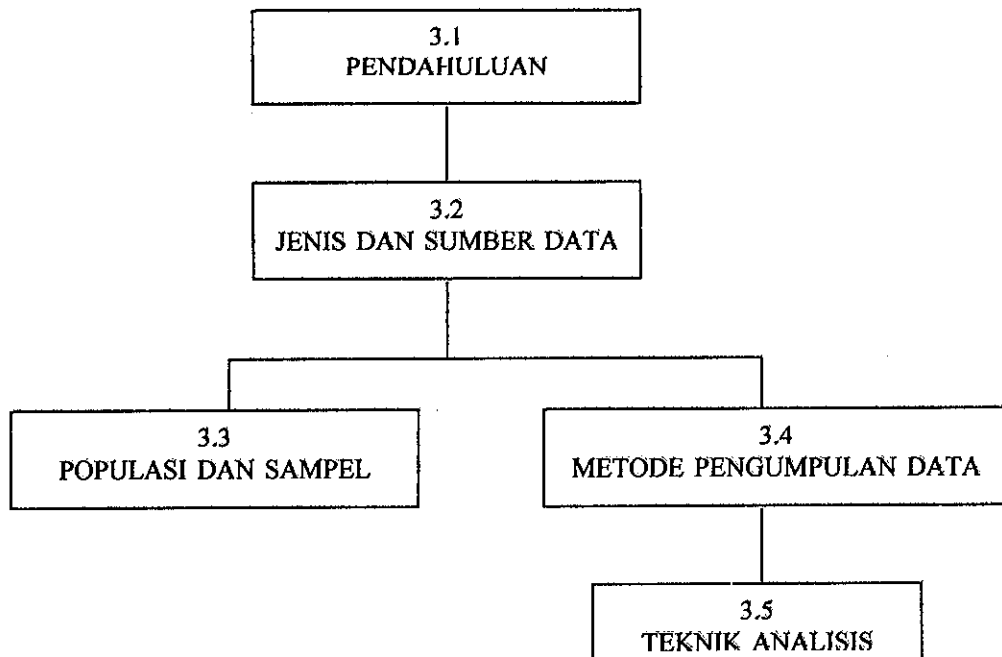 3.1
PENDAHULUAN
3.2
JENIS DAN SUMBER DATA
3.3
POPULASI DAN SAMPEL
3.4
METODE PENGUMPULAN DATA
3.5
TEKNIK ANALISIS